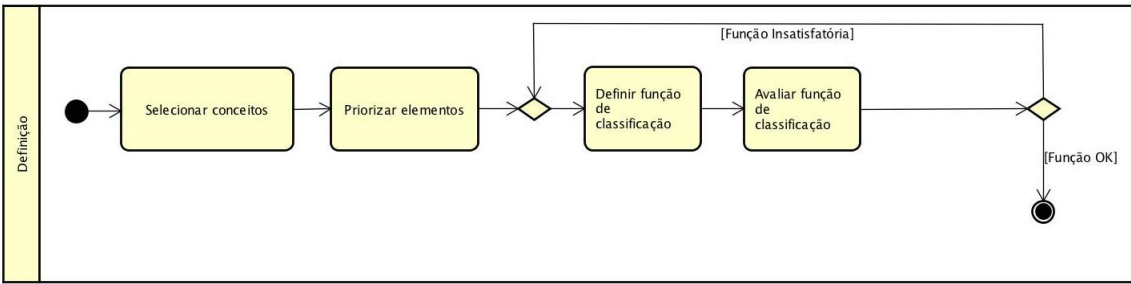 Definição
[Função Insatisfatória]
Selecionar conceitos
Priorizar elementos
Definir função
de
classificação
Avaliar função
de
classificação
[Função OK]